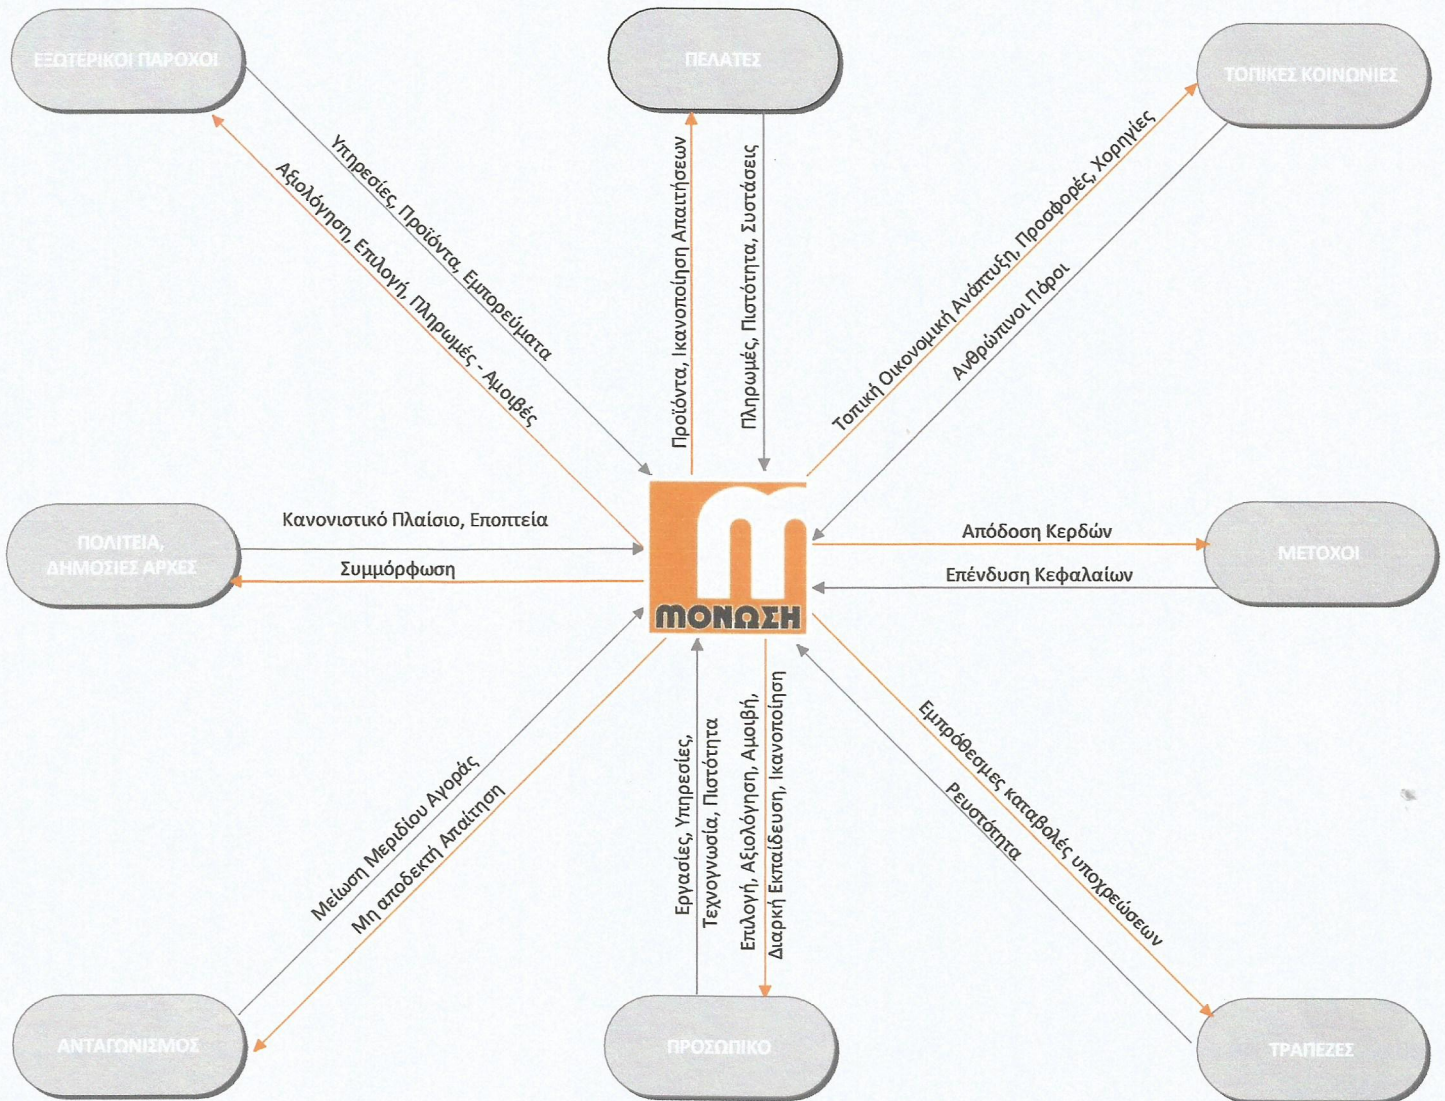 ΕΞΩΤΕΡΙΚΟΙ ΠΑΡΟΧΟΙ
ΠΕΛΑΤΕΣ
ΤΟΠΙΚΕΣ ΚΟΙΝΩΝΙΕΣ
Υπηρεσίες, Προϊόντα, Εμπορεύματα
Αξιολόγηση, Επιλογή, Πληρωμές - Αμοιβές
Προϊόντα, Ικανοποίηση Απαιτήσεων
Πληρωμές, Πιστότητα, Συστάσεις
Τοπική Οικονομική Ανάπτυξη, Προσφορές, Χορηγίες
Ανθρώπινοι Πόροι
ΠΟΛΙΤΕΙΑ,
ΔΗΜΟΣΙΕΣ ΑΡΧΕΣ
Κανονιστικό Πλαίσιο, Εποπτεία
Συμμόρφωση
ΜΟΝΩΣΗ
Απόδοση Κερδών
Επένδυση Κεφαλαίων
ΜΕΤΟΧΟΙ
Μείωση Μεριδίου Αγοράς
Μη αποδεκτή Απαίτηση
Εργασίες, Υπηρεσίες,
Τεχνογνωσία, Πιστότητα
Επιλογή, Αξιολόγηση, Αμοιβή,
Διαρκή Εκπαίδευση, Ικανοποίηση
Εμπρόθεσμες καταβολές υποχρεώσεων
Ρευστότητα
ΑΝΤΑΓΩΝΙΣΜΟΣ
ΠΡΟΣΩΠΙΚΟ
ΤΡΑΠΕΖΕΣ